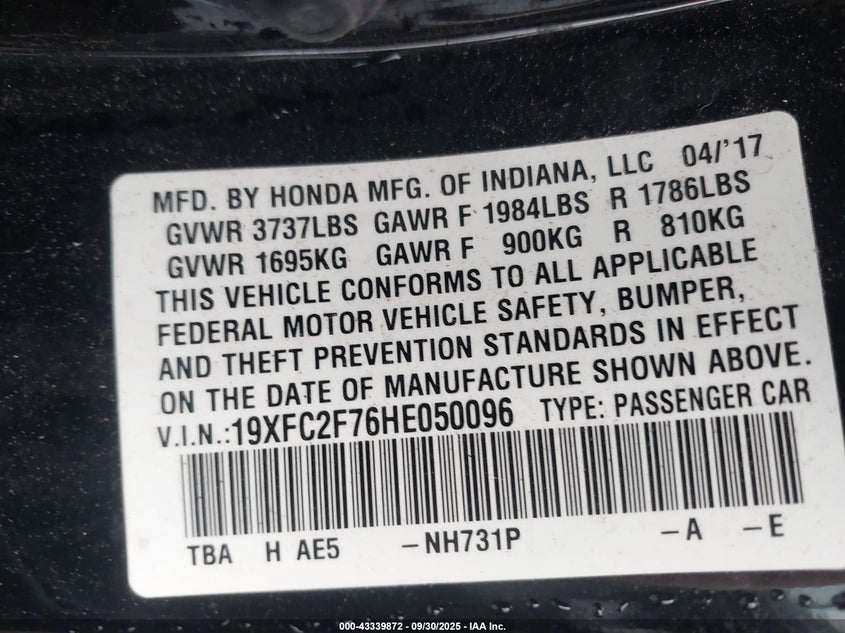 MFD. BY HONDA MFG. OF INDIANA, LLC 04/'17
GVWR 3737LBS GAWR F 1984LBS R 1786LBS
GVWR 1695KG GAWR F 900KG R 810KG
THIS VEHICLE CONFORMS TO ALL APPLICABLE
FEDERAL MOTOR VEHICLE SAFETY, BUMPER,
AND THEFT PREVENTION STANDARDS IN EFFECT
ON THE DATE OF MANUFACTURE SHOWN ABOVE.
V.I.N.:19XFC2F76HE050096 TYPE: PASSENGER CAR
TBA H AE5 –NH731P –A –E
000-43339872 - 09/30/2025 - IAA Inc.